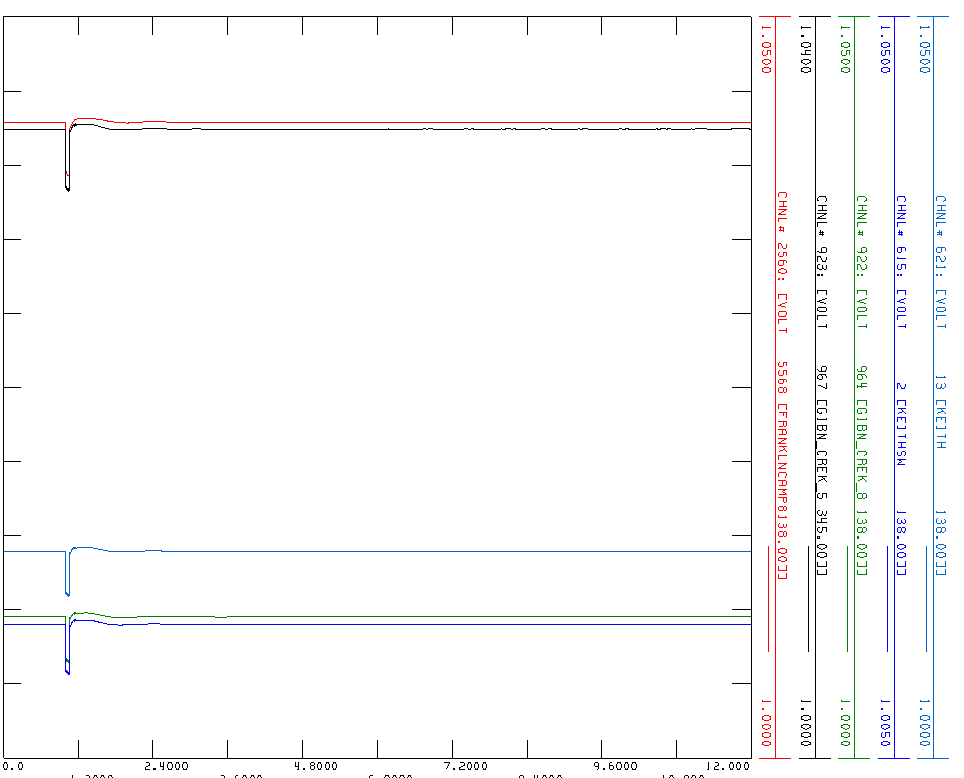 CHNL# 621: [VOLT 13 [KEITH 138.00]]
1.0500 1.0000
CHNL# 615: [VOLT 2 [KEITHSW 138.00]]
1.0500 1.0050
CHNL# 922: [VOLT 964 [GIBN_CREK_8 138.00]]
1.0500 1.0000
CHNL# 923: [VOLT 967 [GIBN_CREK_5 345.00]]
1.0400 1.0000
CHNL# 2560: [VOLT 5568 [FRANKLNCAMP8138.00]]
1.0500 1.0000
0.0 2.4000 4.8000 7.2000 9.6000 12.000